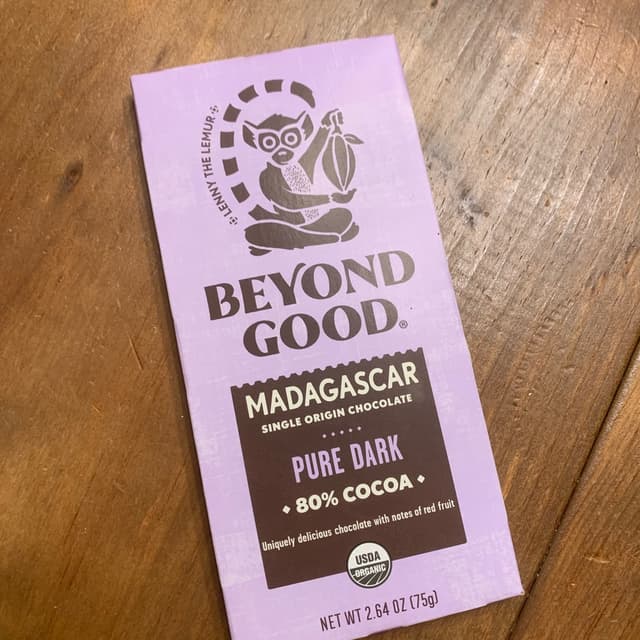 •LENNY THE LEMUR•
BEYOND
GOOD®
MADAGASCAR
SINGLE ORIGIN CHOCOLATE
PURE DARK
80% COCOA
Uniquely delicious chocolate with notes of red fruit
USDA
ORGANIC
NET WT 2.64 OZ (75g)